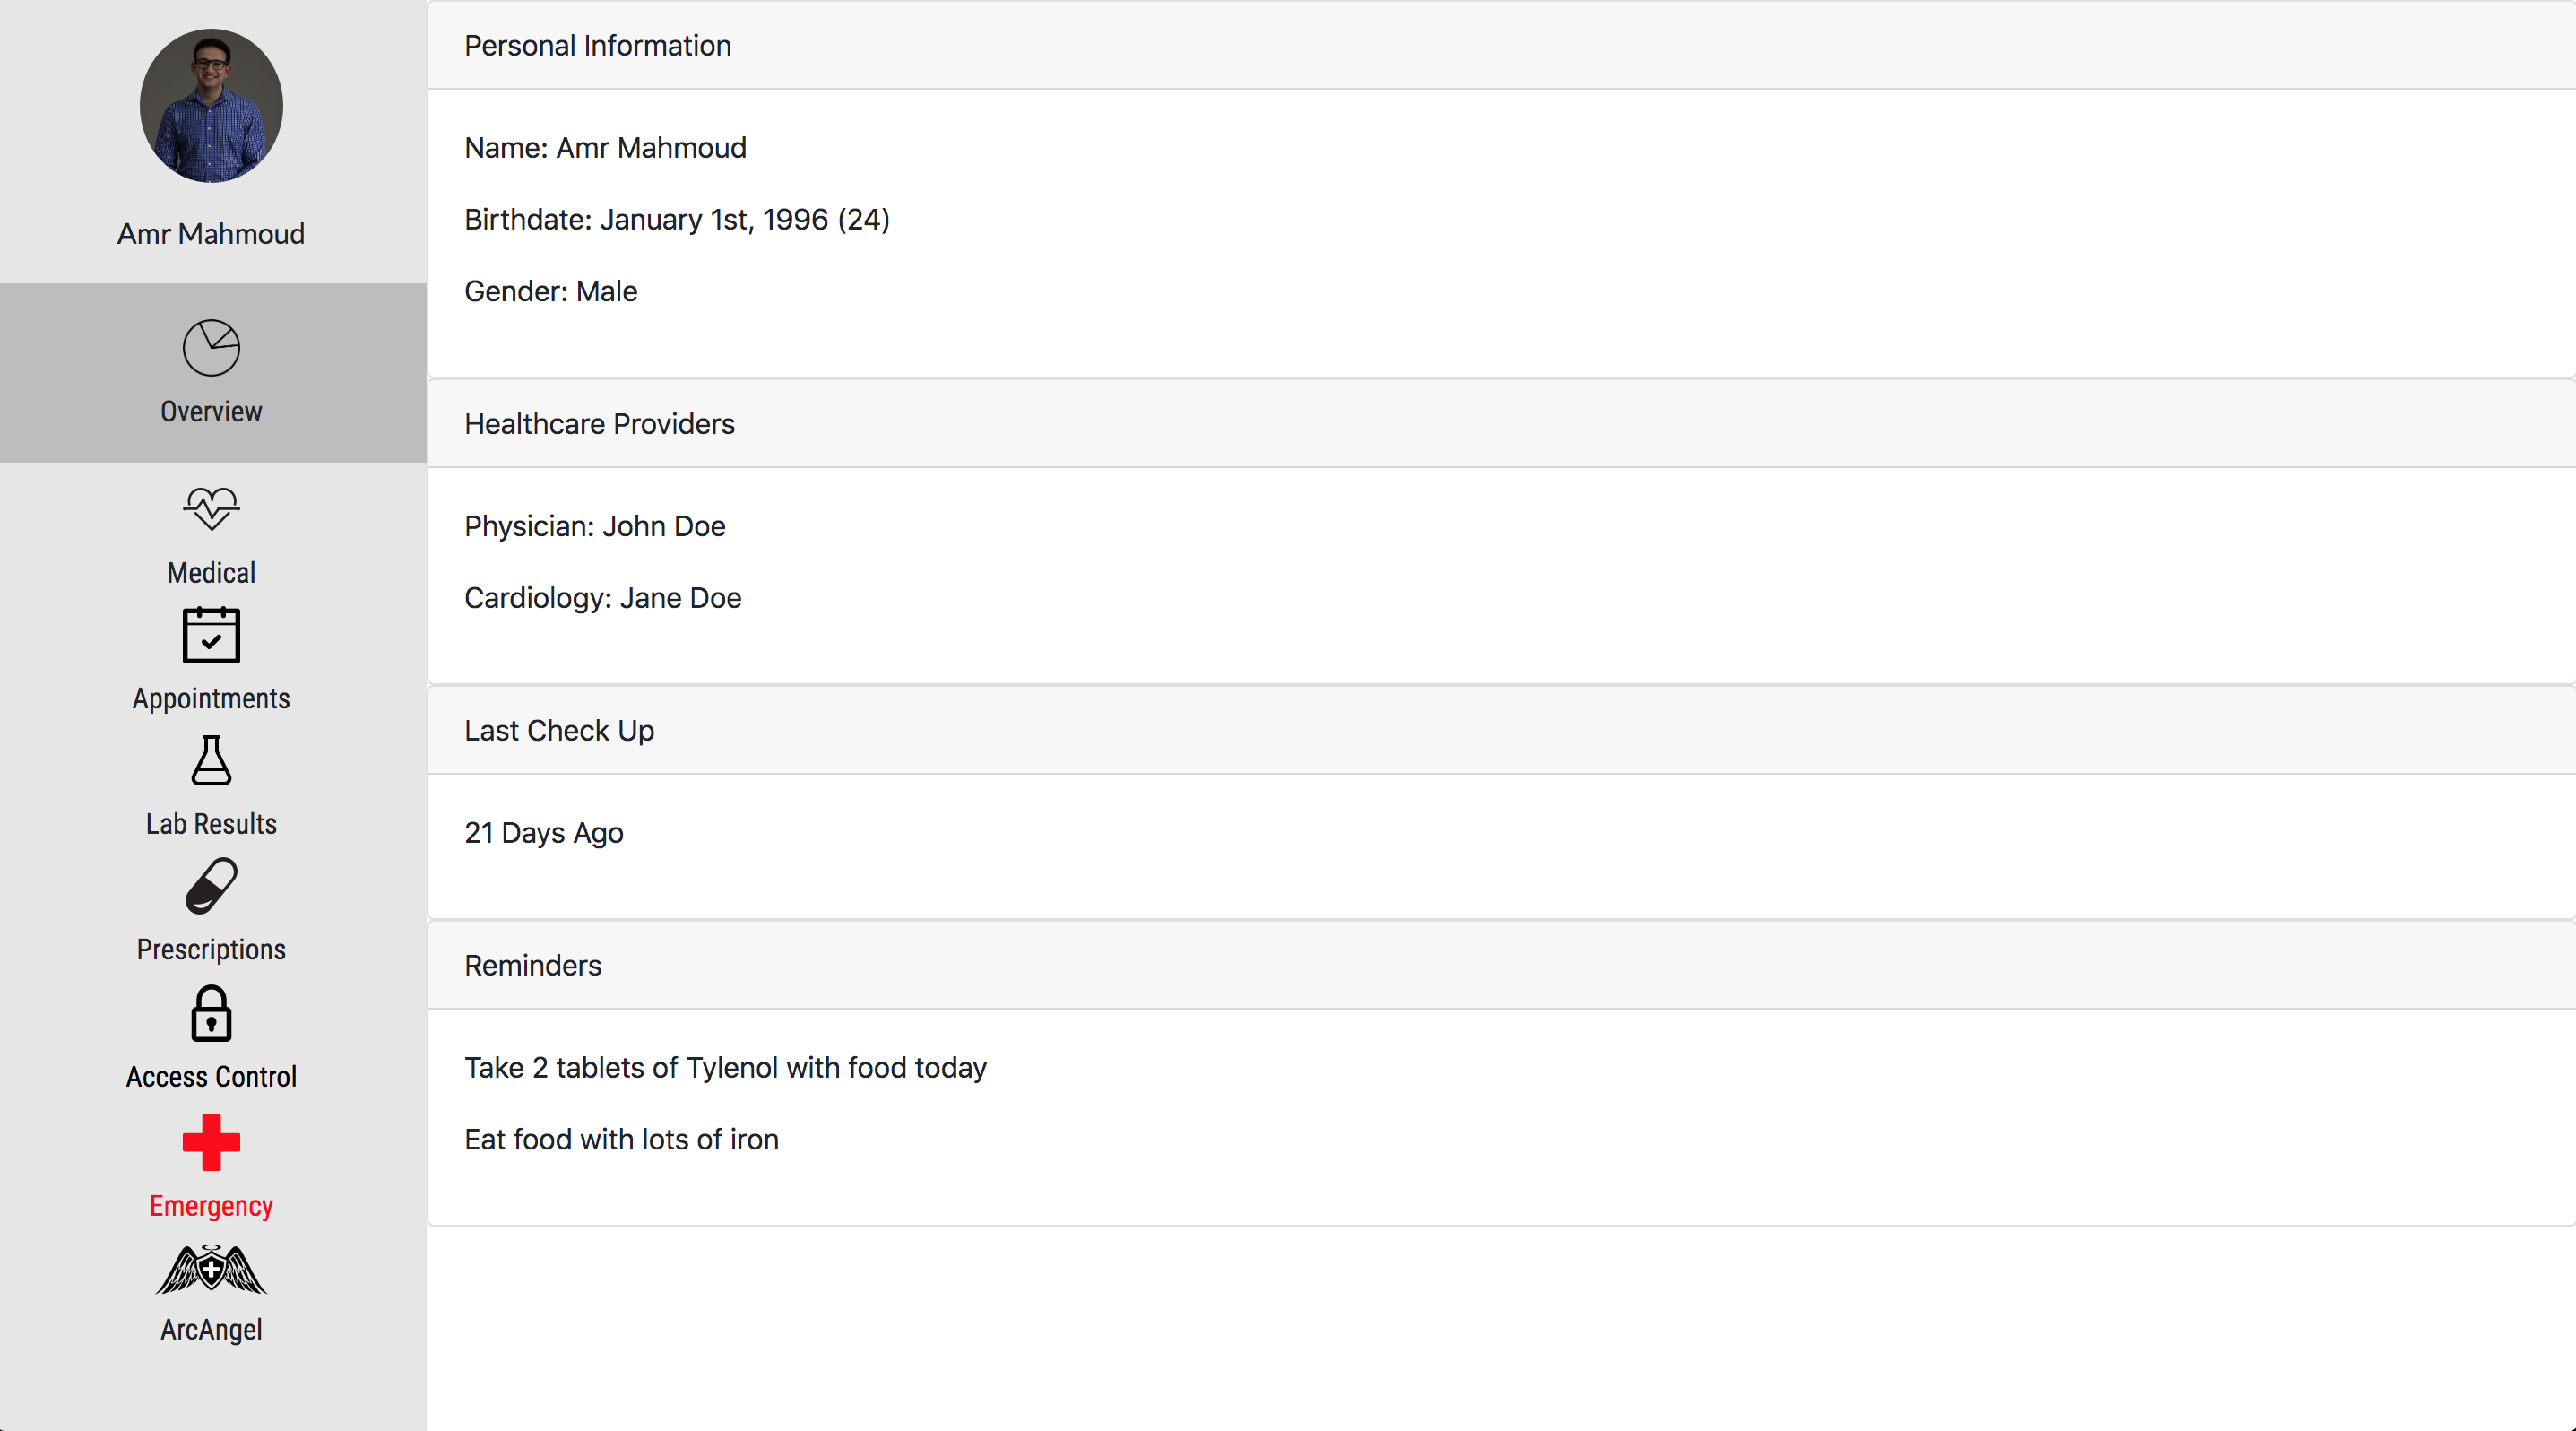 Amr Mahmoud
Overview
Medical
Appointments
Lab Results
Prescriptions
Access Control
Emergency
ArcAngel
Personal Information
Name: Amr Mahmoud
Birthdate: January 1st, 1996 (24)
Gender: Male
Healthcare Providers
Physician: John Doe
Cardiology: Jane Doe
Last Check Up
21 Days Ago
Reminders
Take 2 tablets of Tylenol with food today
Eat food with lots of iron